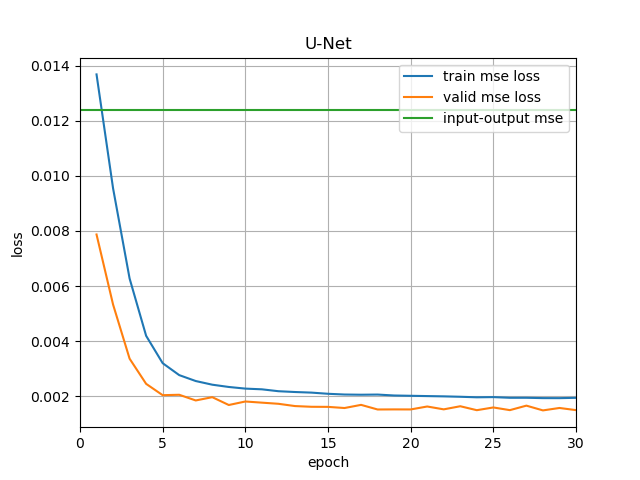 U-Net
train mse loss
valid mse loss
input-output mse
0.014
0.012
0.010
0.008
0.006
0.004
0.002
loss
0 5 10 15 20 25 30
epoch